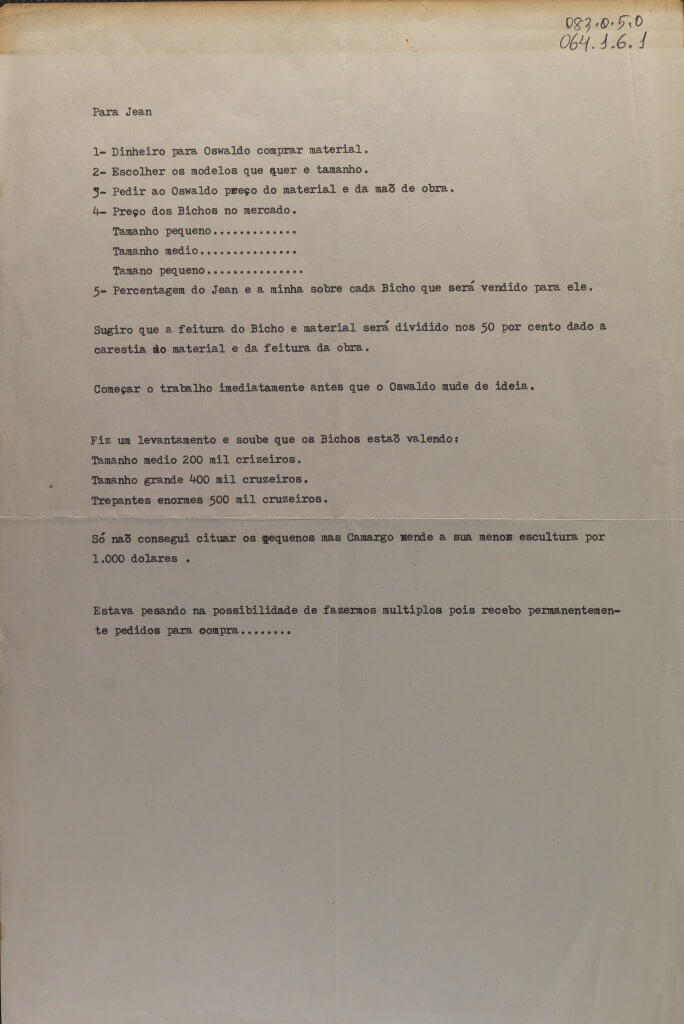 083.0.5.0
064.1.6.1
Para Jean
1- Dinheiro para Oswaldo comprar material.
2- Escolher os modelos que quer e tamanho.
3- Pedir ao Oswaldo preço do material e da maõ de obra.
4- Preço dos Bichos no mercado.
Tamanho pequeno.............
Tamanho medio...............
Tamano pequeno...............
5- Percentagem do Jean e a minha sobre cada Bicho que será vendido para ele.
Sugiro que a feitura do Bicho e material será dividido nos 50 por cento dado a
carestia do material e da feitura da obra.
Começar o trabalho imediatamente antes que o Oswaldo mude de ideia.
Fiz um levantamento e soube que os Bichos estaõ valendo:
Tamanho medio 200 mil crizeiros.
Tamanho grande 400 mil cruzeiros.
Trepantes enormes 500 mil cruzeiros.
Só naõ consegui cituar os pequenos mas Camargo vende a sua menos escultura por
1.000 dolares .
Estava pesando na possibilidade de fazermos multiplos pois recebo permanentemen-
te pedidos para compra........